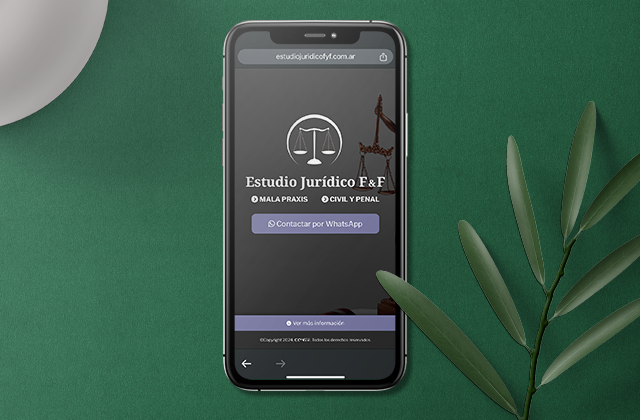 estudiojuridicofyf.com.ar
Estudio Jurídico F&F
MALA PRAXIS CIVIL Y PENAL
Contactar por WhatsApp
Ver más información
©Copyright 2024. Todos los derechos reservados.